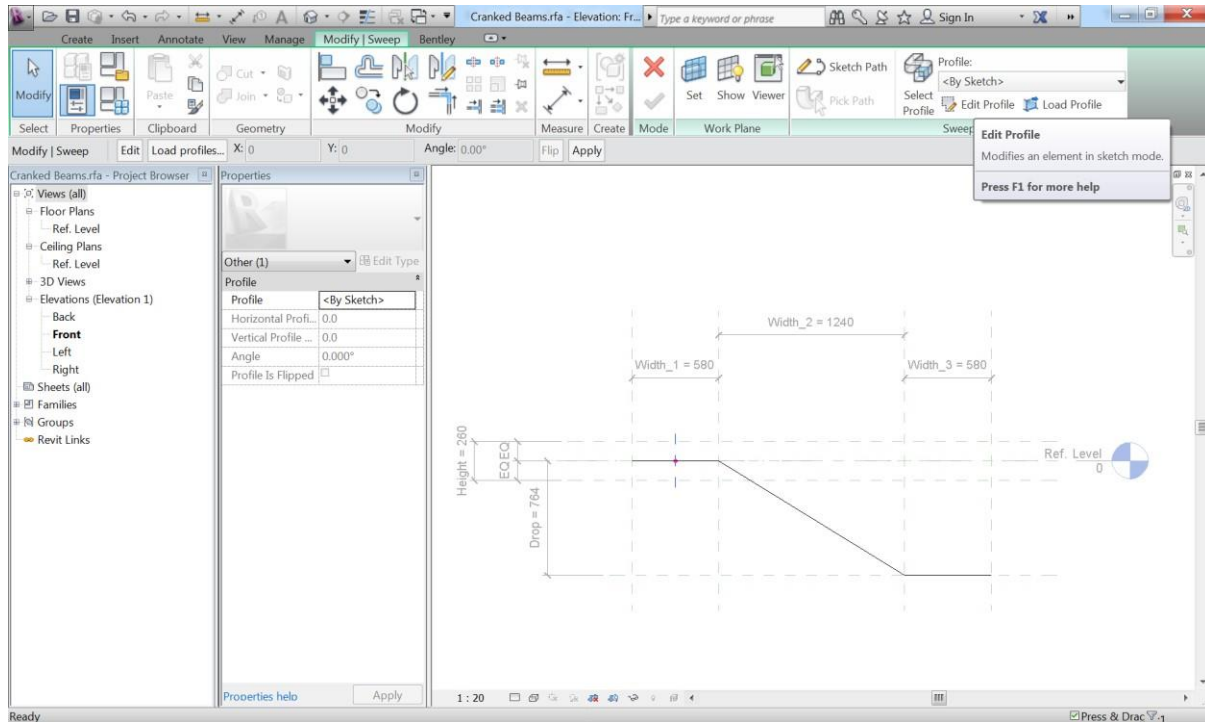 Cranked Beams.rfa - Elevation: Fr...
Type a keyword or phrase
Sign In
Create Insert Annotate View Manage Modify | Sweep Bentley
Modify
Paste
Cut
Join
Set Show Viewer
Sketch Path
Pick Path
Select Profile
Profile:
<By Sketch>
Edit Profile Load Profile
Select Properties Clipboard Geometry Modify Measure Create Mode Work Plane Sweep
Edit Profile
Modifies an element in sketch mode.
Press F1 for more help
Modify | Sweep Edit Load profiles... X: 0 Y: 0 Angle: 0.00° Flip Apply
Cranked Beams.rfa - Project Browser
Views (all)
Floor Plans
Ref. Level
Ceiling Plans
Ref. Level
3D Views
Elevations (Elevation 1)
Back
Front
Left
Right
Sheets (all)
Families
Groups
Revit Links
Properties
Other (1) Edit Type
Profile
Profile <By Sketch>
Horizontal Profi... 0.0
Vertical Profile ... 0.0
Angle 0.000°
Profile Is Flipped
Properties help Apply
Width_2 = 1240
Width_1 = 580
Width_3 = 580
Height = 260
EQ EQ
Drop = 764
Ref. Level
0
1 : 20
Ready
Press & Drac
:1